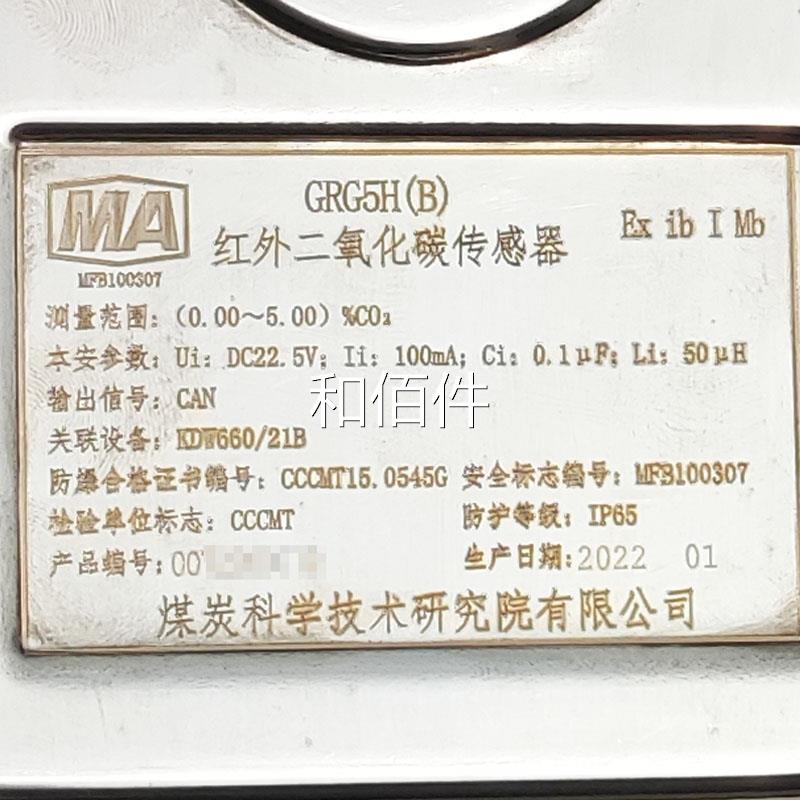 GRG5H(B)
MA
红外二氧化碳传感器
Ex ib I Mb
MFB100307
测量范围：(0.00～5.00) %CO₂
本安参数：Ui：DC22.5V；Ii：100mA；Ci：0.1μF；Li：50μH
输出信号：CAN
和佰件
关联设备：KDW660/21B
防爆合格证书编号：CCCMT15.0545G 安全标志编号：MFB100307
检验单位标志：CCCMT 防护等级：IP65
产品编号：00 生产日期：2022 01
煤炭科学技术研究院有限公司